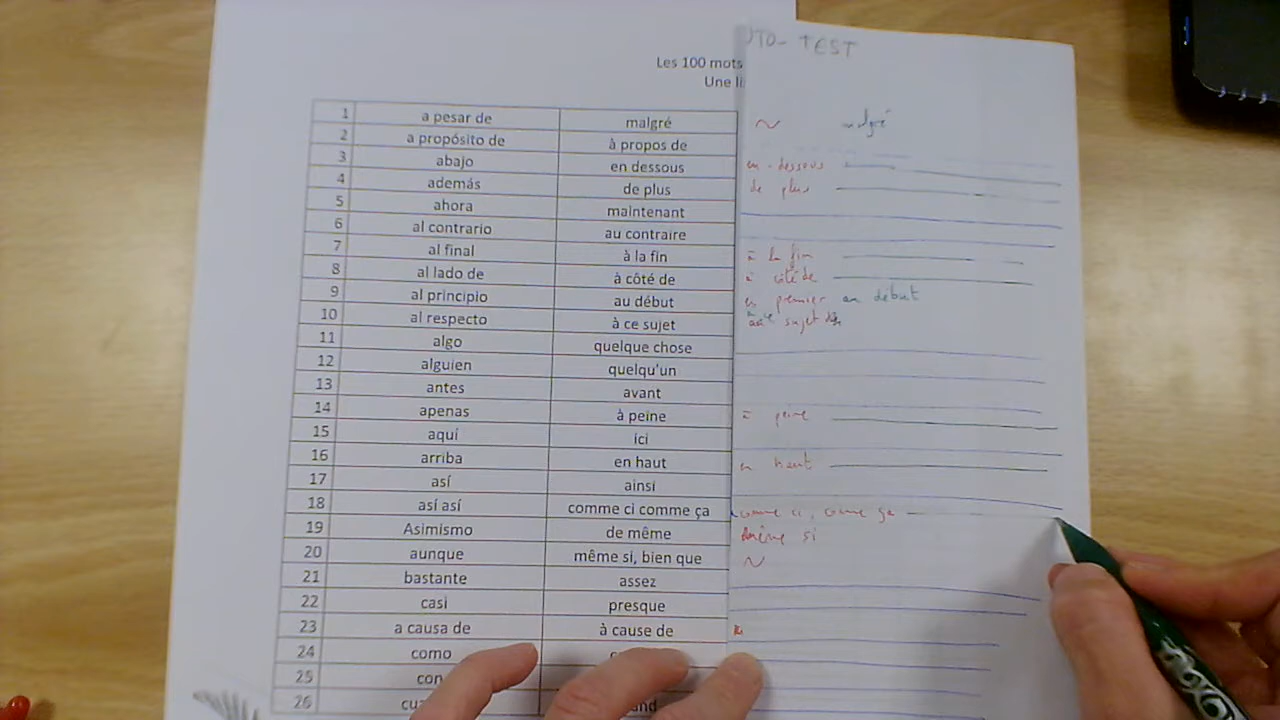 UTO-TEST
Les 100 mots
Une li
1 a pesar de malgré ~ malgré
2 a propósito de à propos de
3 abajo en dessous en-dessous
4 además de plus de plus
5 ahora maintenant
6 al contrario au contraire
7 al final à la fin à la fin
8 al lado de à côté de à côté de
9 al principio au début en premier au début
10 al respecto à ce sujet sujet
11 algo quelque chose
12 alguien quelqu'un
13 antes avant
14 apenas à peine à peine
15 aquí ici
16 arriba en haut en haut
17 así ainsi
18 así así comme ci comme ça comme ci, comme ça
19 Asimismo de même même si
20 aunque même si, bien que ~
21 bastante assez
22 casi presque
23 a causa de à cause de
24 como
25 con
26 cu and